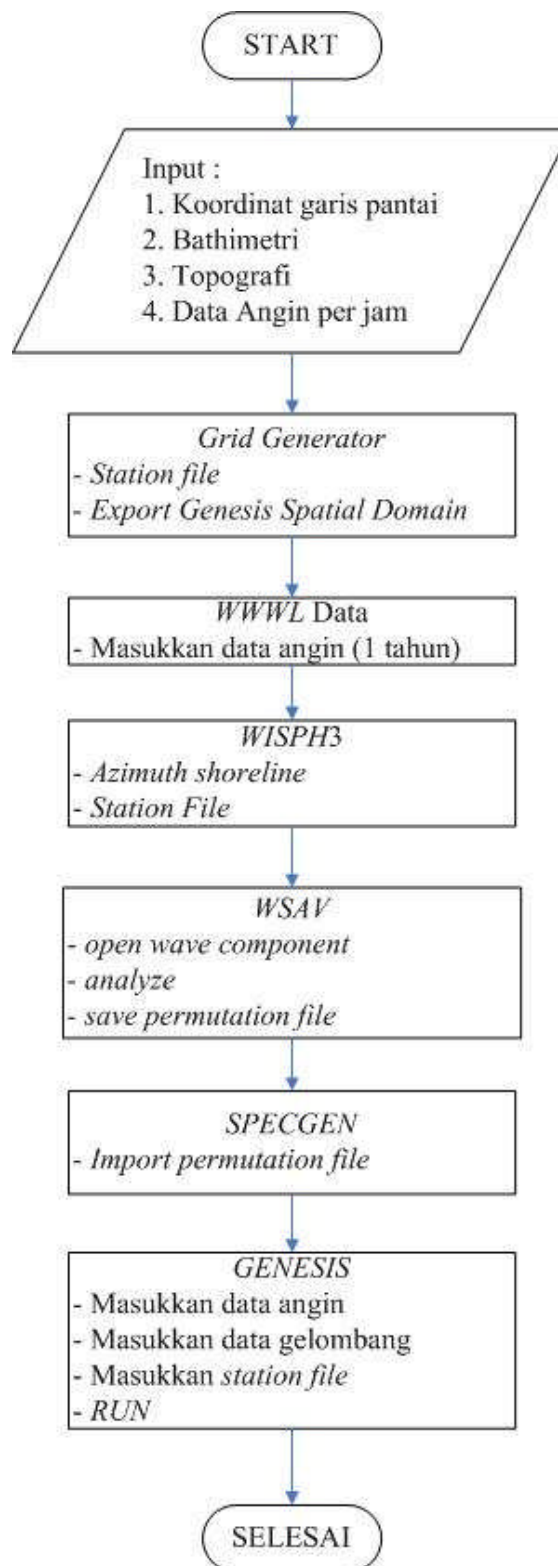 START
Input :
1. Koordinat garis pantai
2. Bathimetri
3. Topografi
4. Data Angin per jam
Grid Generator
- Station file
- Export Genesis Spatial Domain
WWWL Data
- Masukkan data angin (1 tahun)
WISPH3
- Azimuth shoreline
- Station File
WSAV
- open wave component
- analyze
- save permutation file
SPECGEN
- Import permutation file
GENESIS
- Masukkan data angin
- Masukkan data gelombang
- Masukkan station file
- RUN
SELESAI